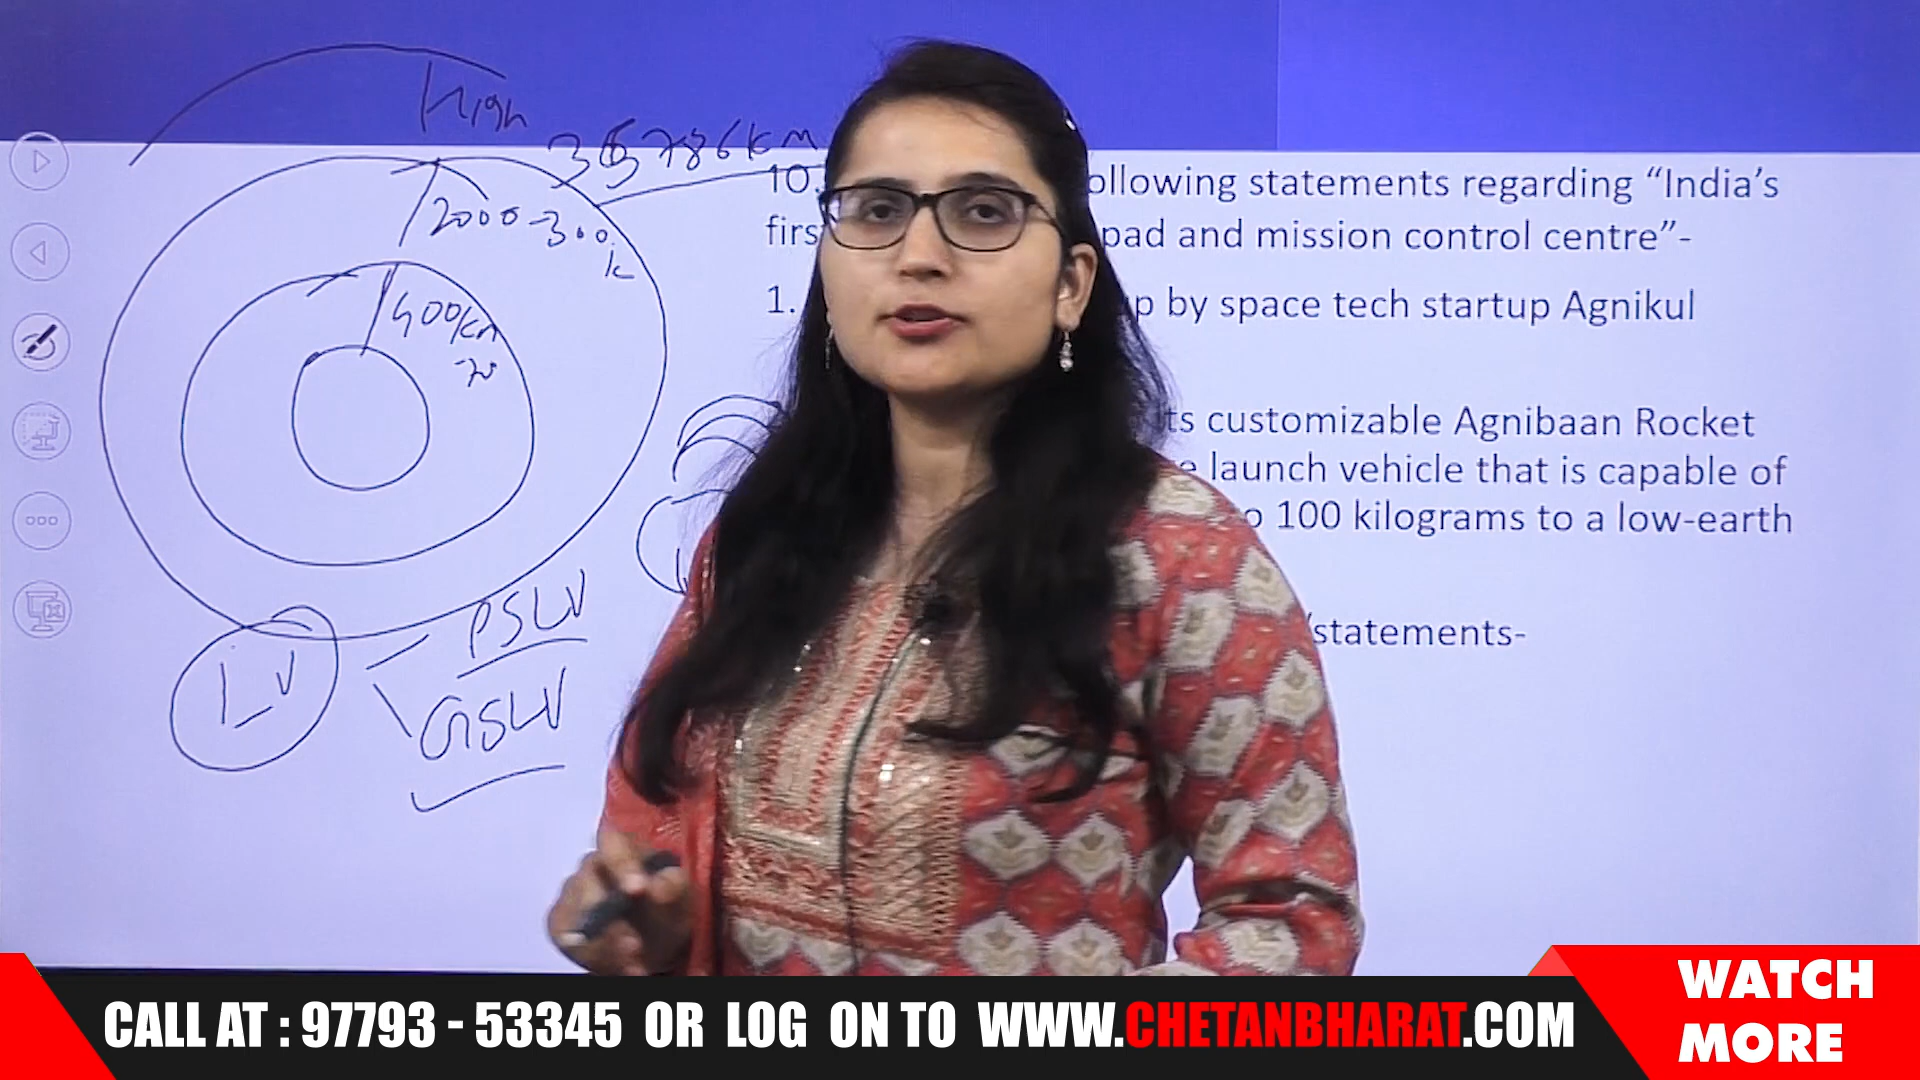 High
35786km
2000-300
k
400km
LV
PSLV
GSLV
10. ollowing statements regarding “India’s
firs pad and mission control centre”-
1. p by space tech startup Agnikul
ts customizable Agnibaan Rocket
e launch vehicle that is capable of
o 100 kilograms to a low-earth
/statements-
CALL AT : 97793 - 53345 OR LOG ON TO WWW.CHETANBHARAT.COM
WATCH
MORE